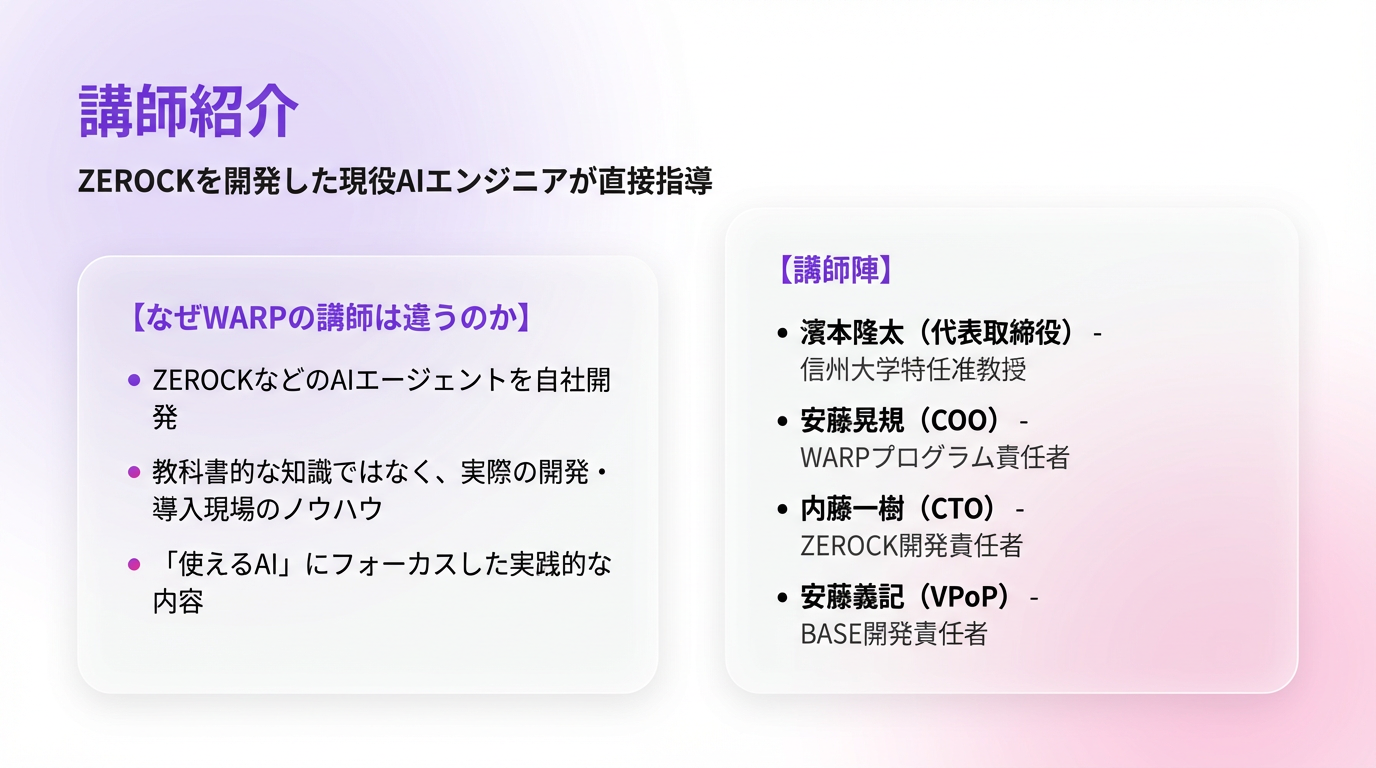 講師紹介
ZEROCKを開発した現役AIエンジニアが直接指導
【なぜWARPの講師は違うのか】
• ZEROCKなどのAIエージェントを自社開
発
• 教科書的な知識ではなく、実際の開発・
導入現場のノウハウ
• 「使えるAI」にフォーカスした実践的な
内容
【講師陣】
• 濱本隆太（代表取締役） -
信州大学特任准教授
• 安藤晃規（COO） -
WARPプログラム責任者
• 内藤一樹（CTO） -
ZEROCK開発責任者
• 安藤義記（VPoP） -
BASE開発責任者